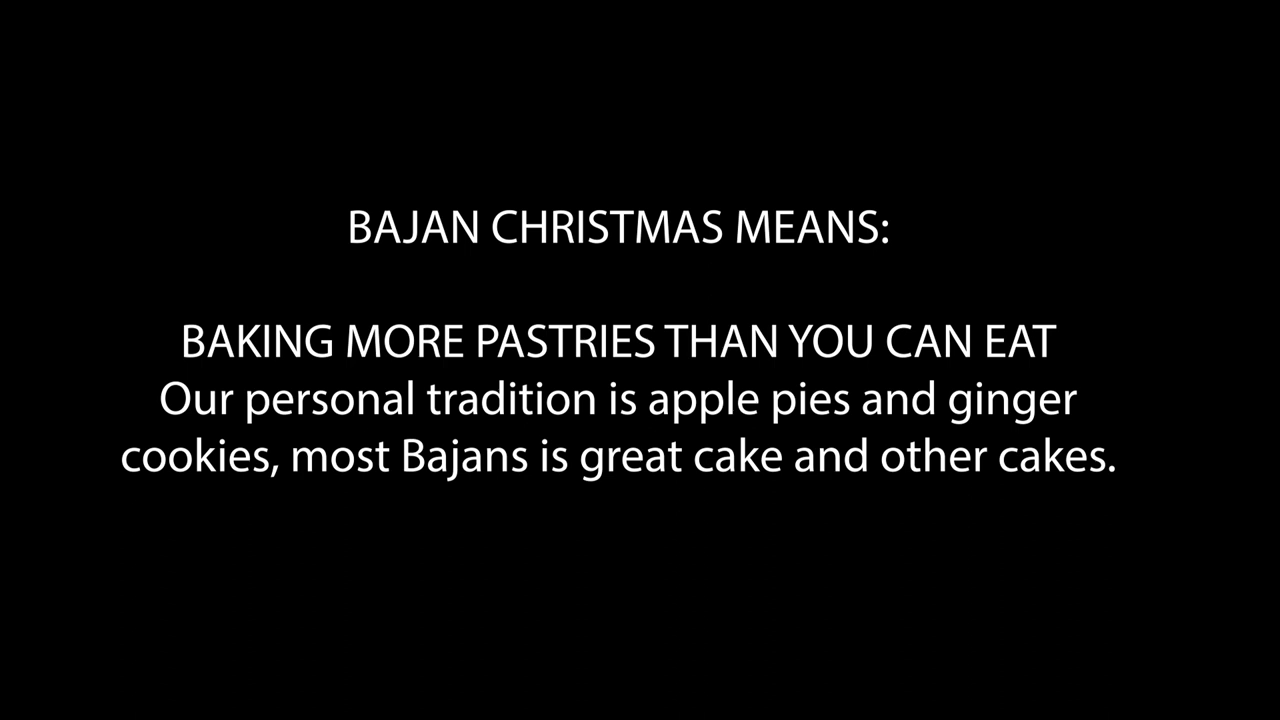 BAJAN CHRISTMAS MEANS:
BAKING MORE PASTRIES THAN YOU CAN EAT
Our personal tradition is apple pies and ginger
cookies, most Bajans is great cake and other cakes.